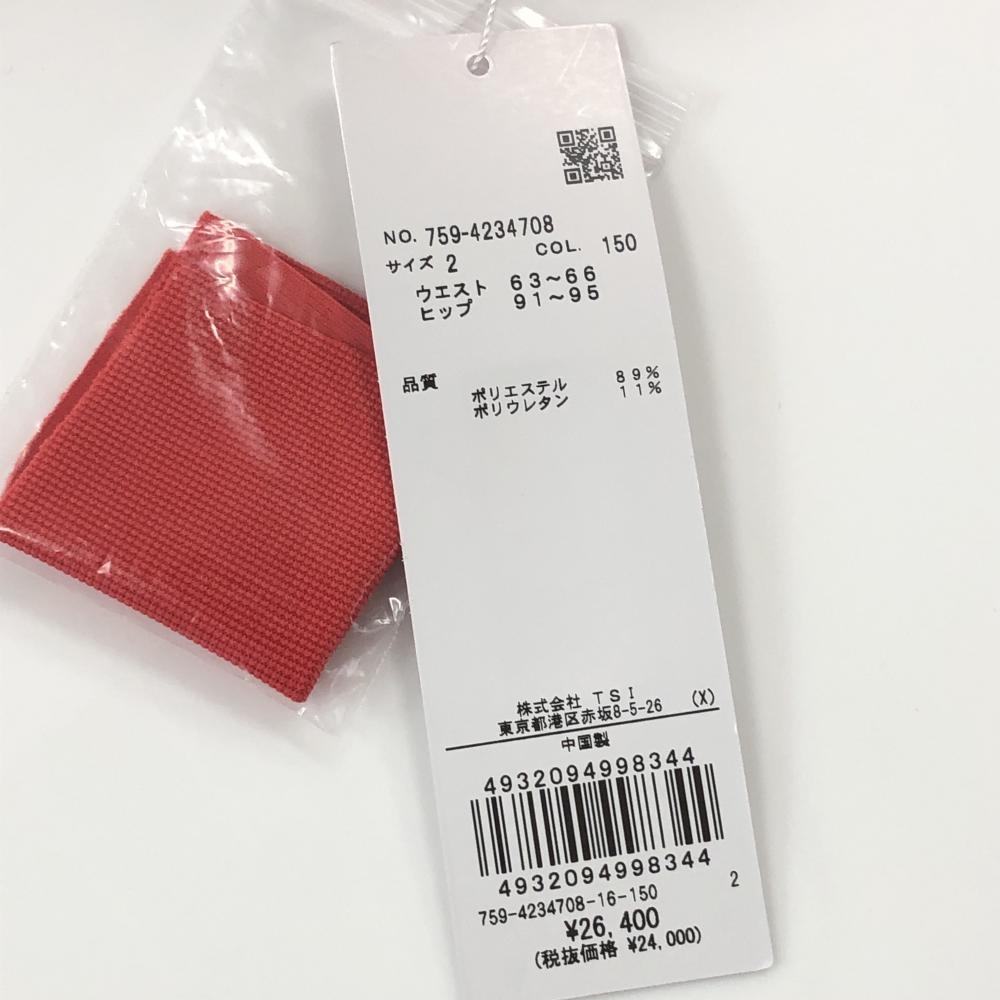 NO. 759-4234708
サイズ 2 COL. 150
ウエスト 63～66
ヒップ 91～95
品質 ポリエステル 89%
ポリウレタン 11%
株式会社 TSI
東京都港区赤坂8-5-26 (X)
中国製
4932094998344
4932094998344
759-4234708-16-150 2
¥26,400
(税抜価格 ¥24,000)